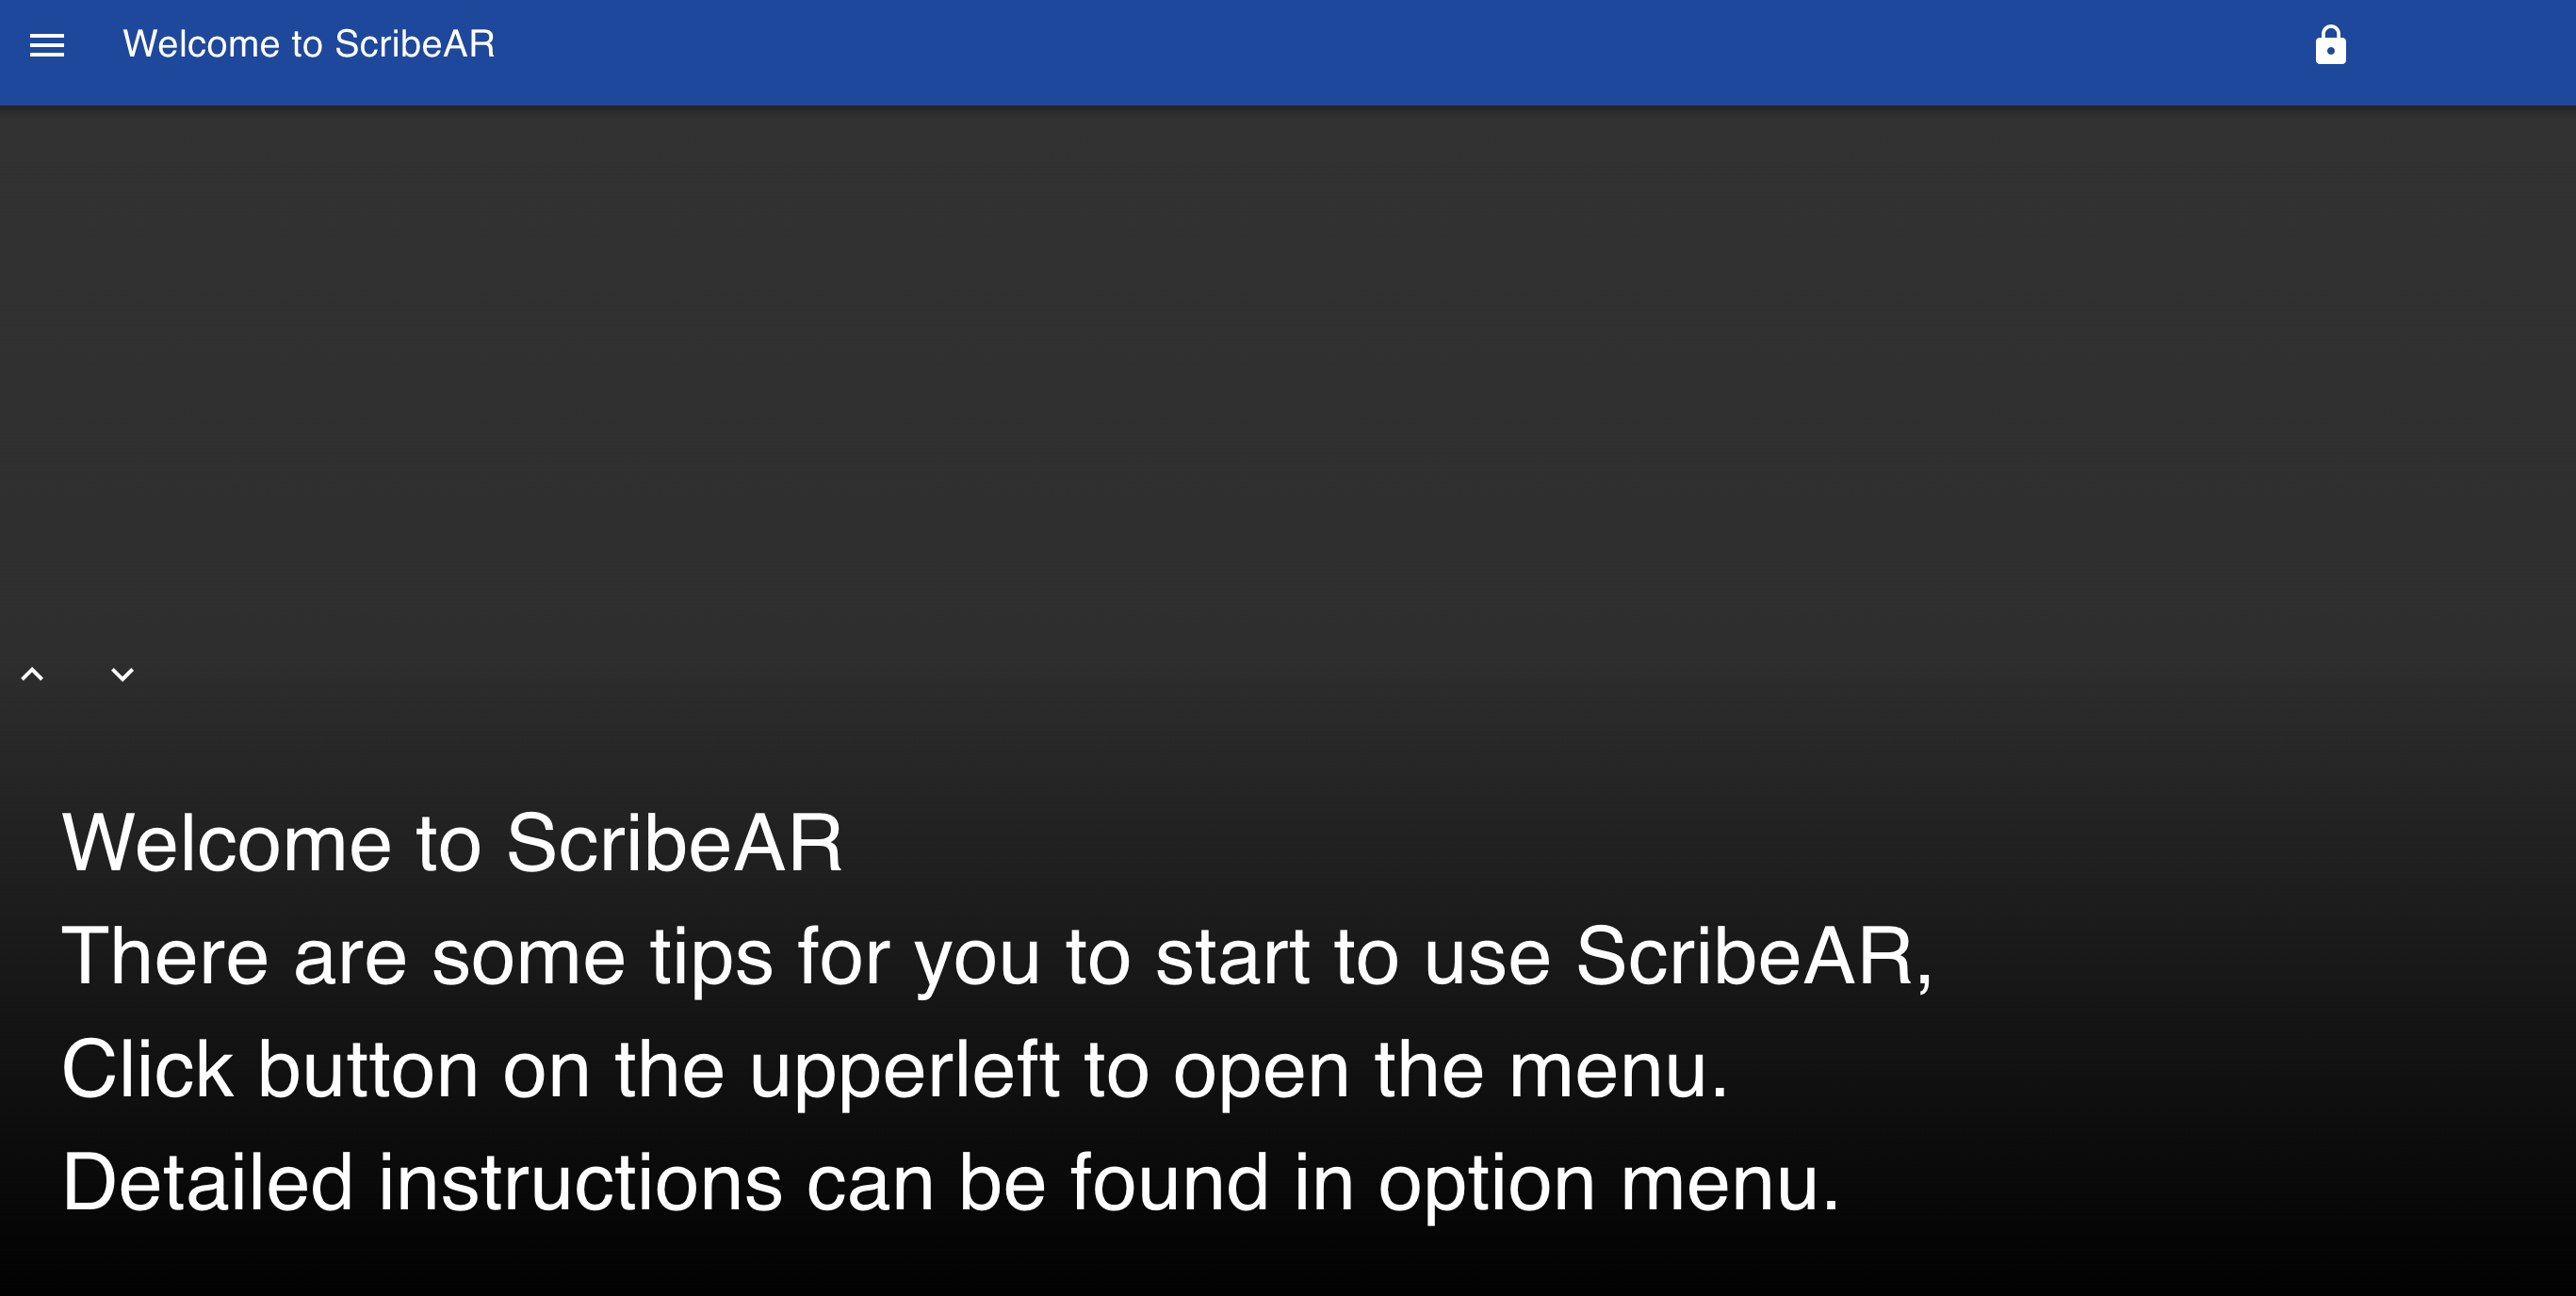 Welcome to ScribeAR
Welcome to ScribeAR
There are some tips for you to start to use ScribeAR,
Click button on the upperleft to open the menu.
Detailed instructions can be found in option menu.